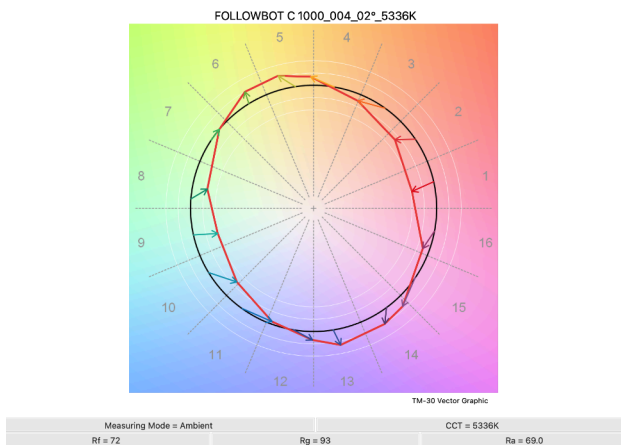 FOLLOWBOT C 1000_004_02°_5336K
5 4
6 3
7 2
8 1
9 16
10 15
11 14
12 13
TM-30 Vector Graphic
Measuring Mode = Ambient CCT = 5336K
Rf = 72 Rg = 93 Ra = 69.0